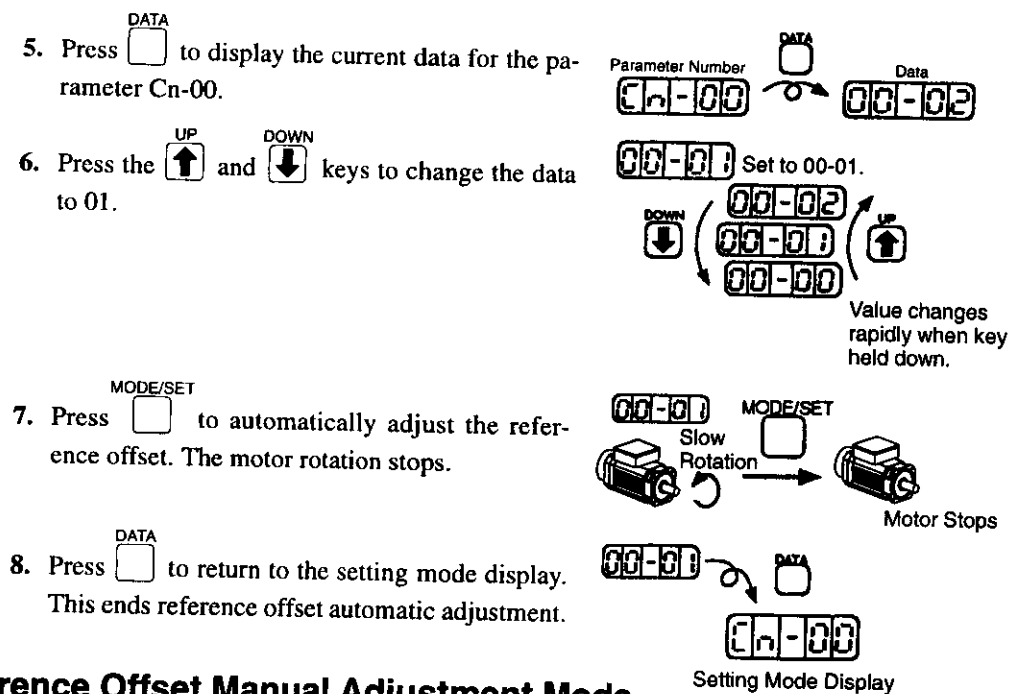 DATA
5. Press to display the current data for the pa-
rameter Cn-00.
DATA
Parameter Number
Data
Cn-00
00-02
UP DOWN
6. Press the and keys to change the data
to 01.
00-01 Set to 00-01.
00-02
DOWN
00-01
UP
00-00
Value changes
rapidly when key
held down.
MODE/SET
7. Press to automatically adjust the refer-
ence offset. The motor rotation stops.
00-01
MODE/SET
Slow
Rotation
Motor Stops
DATA
8. Press to return to the setting mode display.
This ends reference offset automatic adjustment.
00-01
DATA
Cn-00
Setting Mode Display
rence Offset Manual Adjustment Mode